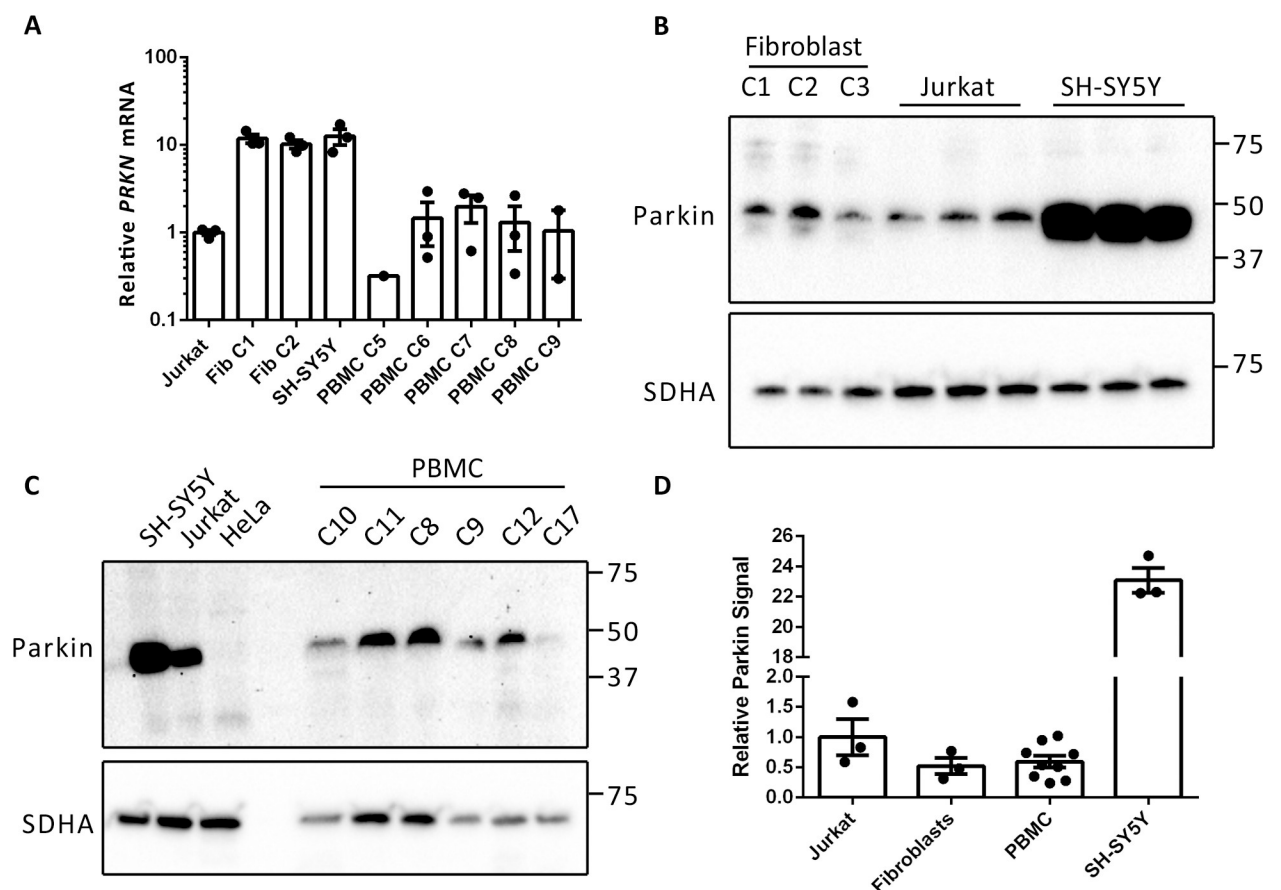 A
Relative PRKN mRNA
100
10
1
0.1
Jurkat
Fib C1
Fib C2
SH-SY5Y
PBMC C5
PBMC C6
PBMC C7
PBMC C8
PBMC C9
B
Fibroblast
C1 C2 C3 Jurkat SH-SY5Y
75
Parkin 50
37
75
SDHA
C
PBMC
SH-SY5Y Jurkat HeLa C10 C11 C8 C9 C12 C17
75
50
Parkin
37
75
SDHA
D
Relative Parkin Signal
26
24
22
20
18
2.0
1.5
1.0
0.5
0.0
Jurkat
Fibroblasts
PBMC
SH-SY5Y